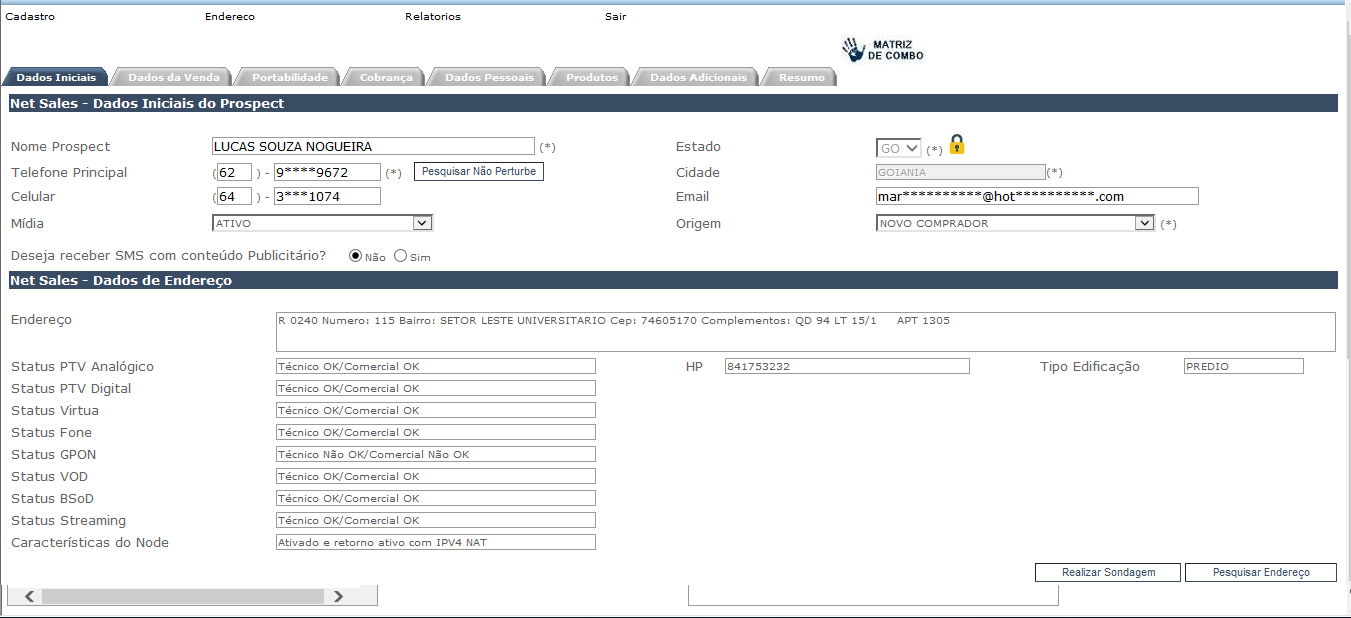 Cadastro Endereco Relatorios Sair
MATRIZ
DE COMBO
Dados Iniciais Dados da Venda Portabilidade Cobrança Dados Pessoais Produtos Dados Adicionais Resumo
Net Sales - Dados Iniciais do Prospect
Nome Prospect LUCAS SOUZA NOGUEIRA (*) Estado GO (*)
Telefone Principal (62 ) - 9****9672 (*) Pesquisar Não Perturbe Cidade GOIANIA (*)
Celular (64 ) - 3***1074 Email mar**********@hot**********.com
Mídia ATIVO Origem NOVO COMPRADOR (*)
Deseja receber SMS com conteúdo Publicitário? Não Sim
Net Sales - Dados de Endereço
Endereço R 0240 Numero: 115 Bairro: SETOR LESTE UNIVERSITARIO Cep: 74605170 Complementos: QD 94 LT 15/1 APT 1305
Status PTV Analógico Técnico OK/Comercial OK HP 841753232 Tipo Edificação PREDIO
Status PTV Digital Técnico OK/Comercial OK
Status Virtua Técnico OK/Comercial OK
Status Fone Técnico OK/Comercial OK
Status GPON Técnico Não OK/Comercial Não OK
Status VOD Técnico OK/Comercial OK
Status BSoD Técnico OK/Comercial OK
Status Streaming Técnico OK/Comercial OK
Características do Node Ativado e retorno ativo com IPV4 NAT
Realizar Sondagem Pesquisar Endereço